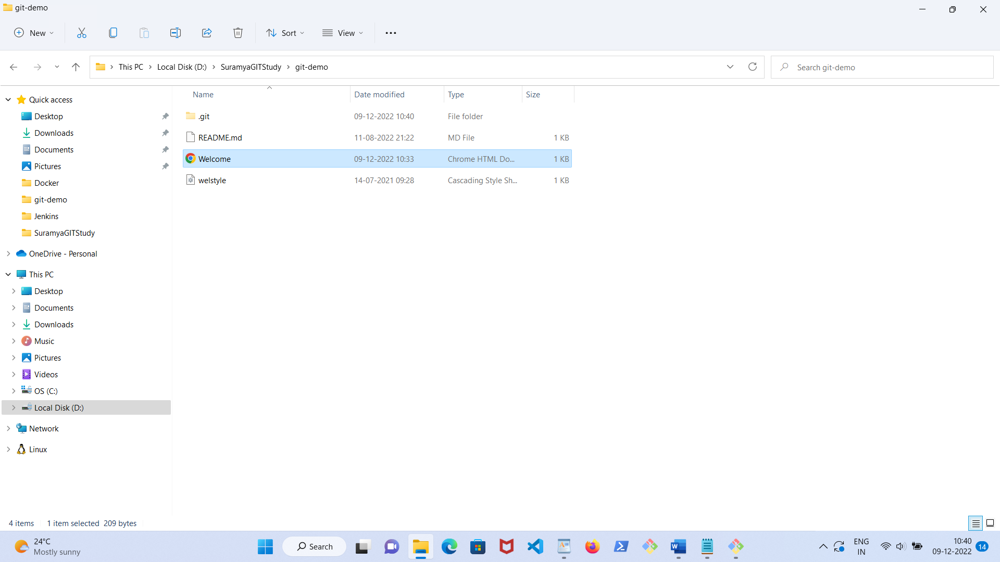 git-demo
New
Sort
View
This PC
Local Disk (D:)
SuramyaGITStudy
git-demo
Search git-demo
Quick access
Desktop
Downloads
Documents
Pictures
Docker
git-demo
Jenkins
SuramyaGITStudy
OneDrive - Personal
This PC
Desktop
Documents
Downloads
Music
Pictures
Videos
OS (C:)
Local Disk (D:)
Network
Linux
Name Date modified Type Size
.git 09-12-2022 10:40 File folder
README.md 11-08-2022 21:22 MD File 1 KB
Welcome 09-12-2022 10:33 Chrome HTML Do... 1 KB
welstyle 14-07-2021 09:28 Cascading Style Sh... 1 KB
4 items 1 item selected 209 bytes
24°C
Mostly sunny
Search
ENG
IN
10:40
09-12-2022
14